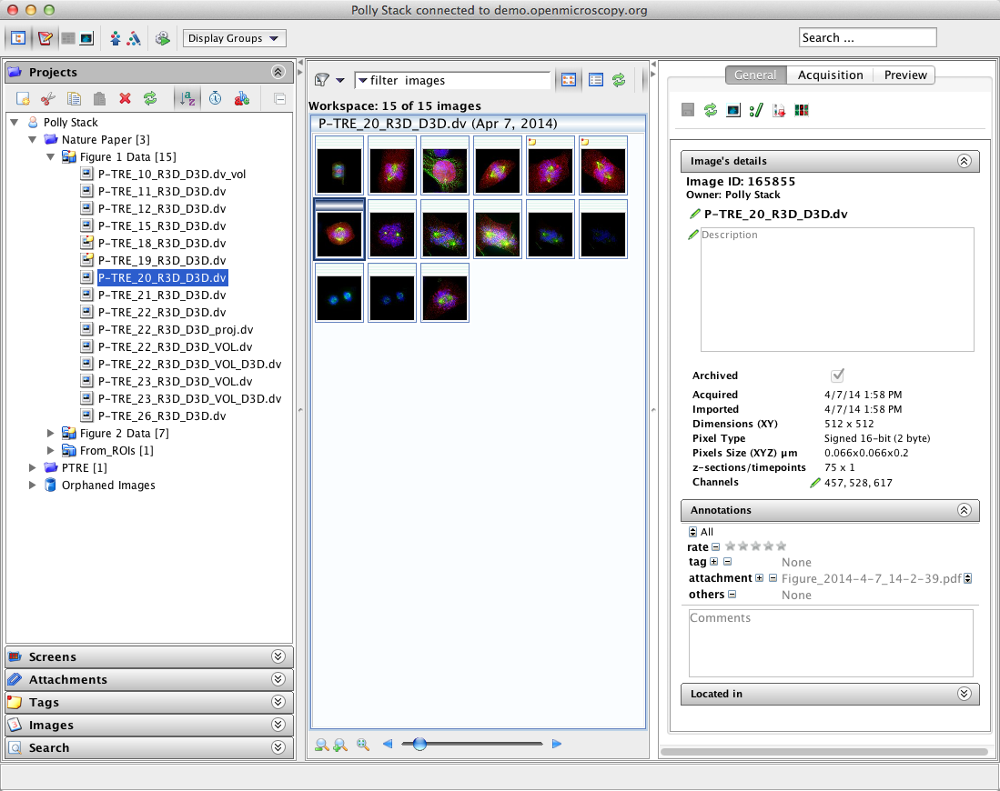 Polly Stack connected to demo.openmicroscopy.org
Display Groups
Search ...
Projects
Polly Stack
Nature Paper [3]
Figure 1 Data [15]
P-TRE_10_R3D_D3D.dv_vol
P-TRE_11_R3D_D3D.dv
P-TRE_12_R3D_D3D.dv
P-TRE_15_R3D_D3D.dv
P-TRE_18_R3D_D3D.dv
P-TRE_19_R3D_D3D.dv
P-TRE_20_R3D_D3D.dv
P-TRE_21_R3D_D3D.dv
P-TRE_22_R3D_D3D.dv
P-TRE_22_R3D_D3D_proj.dv
P-TRE_22_R3D_D3D_VOL.dv
P-TRE_22_R3D_D3D_VOL_D3D.dv
P-TRE_23_R3D_D3D_VOL.dv
P-TRE_23_R3D_D3D_VOL_D3D.dv
P-TRE_26_R3D_D3D.dv
Figure 2 Data [7]
From_ROIs [1]
PTRE [1]
Orphaned Images
Screens
Attachments
Tags
Images
Search
filter images
Workspace: 15 of 15 images
P-TRE_20_R3D_D3D.dv (Apr 7, 2014)
General
Acquisition
Preview
Image's details
Image ID: 165855
Owner: Polly Stack
P-TRE_20_R3D_D3D.dv
Description
Archived
Acquired 4/7/14 1:58 PM
Imported 4/7/14 1:58 PM
Dimensions (XY) 512 x 512
Pixel Type Signed 16-bit (2 byte)
Pixels Size (XYZ) µm 0.066x0.066x0.2
z-sections/timepoints 75 x 1
Channels 457, 528, 617
Annotations
All
rate
tag None
attachment Figure_2014-4-7_14-2-39.pdf
others None
Comments
Located in